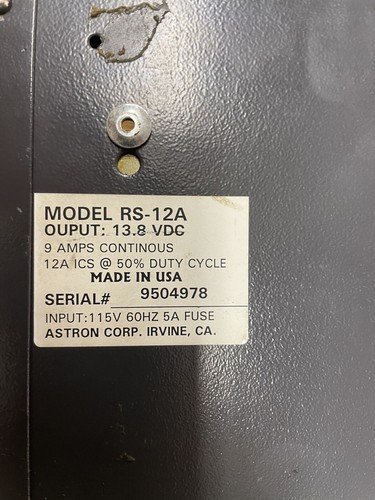 MODEL RS-12A
OUPUT: 13.8 VDC
9 AMPS CONTINOUS
12A ICS @ 50% DUTY CYCLE
MADE IN USA
SERIAL# 9504978
INPUT:115V 60HZ 5A FUSE
ASTRON CORP. IRVINE, CA.